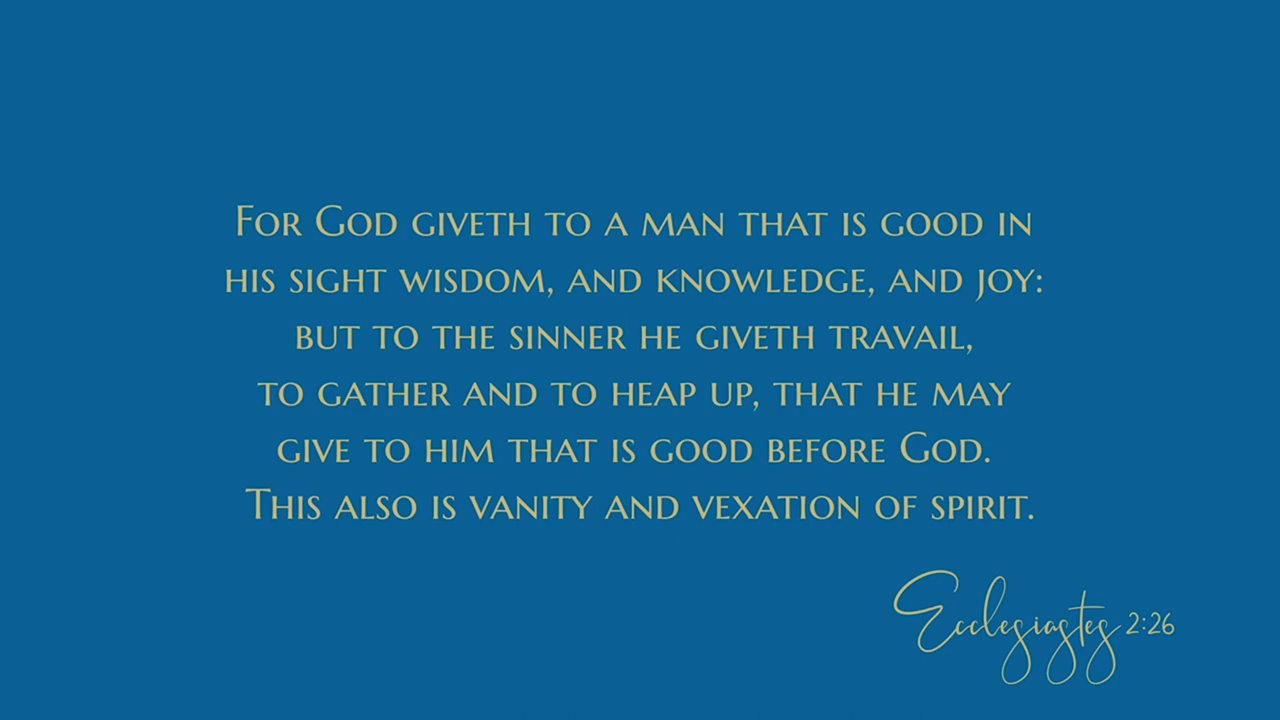 For God giveth to a man that is good in
his sight wisdom, and knowledge, and joy:
but to the sinner he giveth travail,
to gather and to heap up, that he may
give to him that is good before God.
This also is vanity and vexation of spirit.
Ecclesiastes 2:26